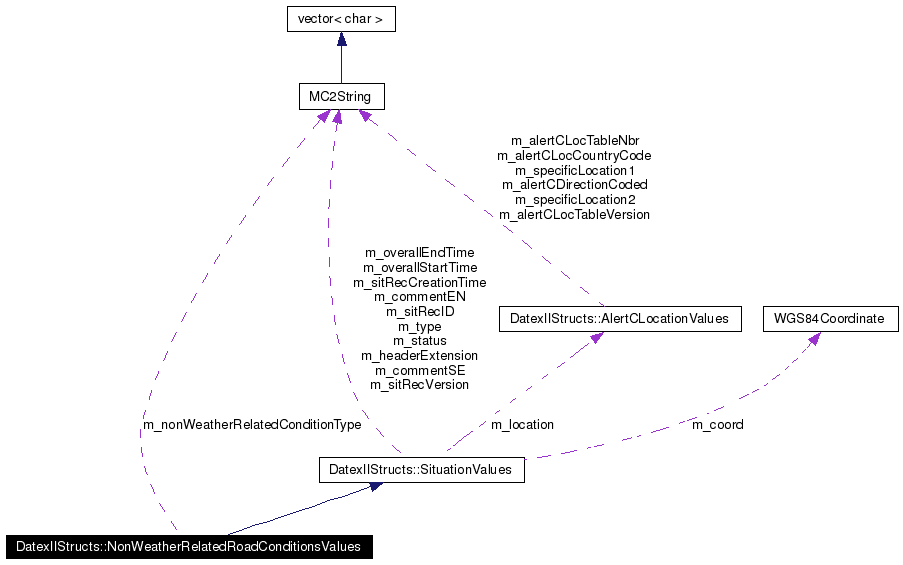 vector< char >
MC2String
m_alertCLocTableNbr
m_alertCLocCountryCode
m_specificLocation1
m_alertCDirectionCoded
m_specificLocation2
m_alertCLocTableVersion
m_overallEndTime
m_overallStartTime
m_sitRecCreationTime
m_commentEN
m_sitRecID
m_type
m_status
m_headerExtension
m_commentSE
m_sitRecVersion
DatexIIStructs::AlertCLocationValues
WGS84Coordinate
m_nonWeatherRelatedConditionType
m_location
m_coord
DatexIIStructs::SituationValues
DatexIIStructs::NonWeatherRelatedRoadConditionsValues